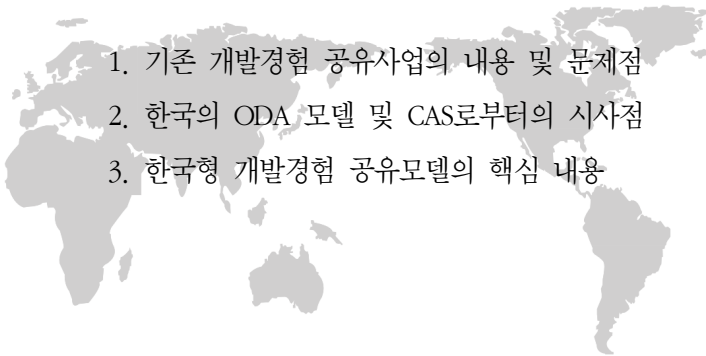 1. 기존 개발경험 공유사업의 내용 및 문제점
2. 한국의 ODA 모델 및 CAS로부터의 시사점
3. 한국형 개발경험 공유모델의 핵심 내용